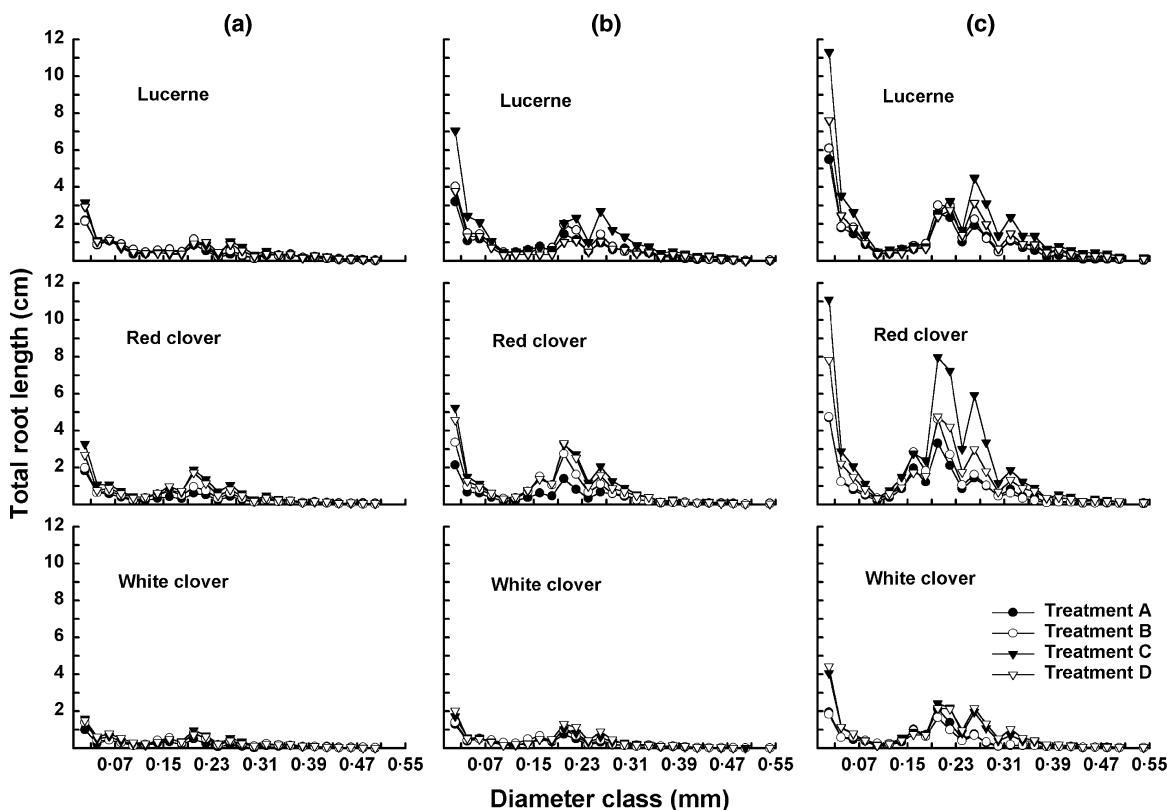 (a) (b) (c)
12 10 8 6 4 2
Lucerne Lucerne Lucerne
12 10 8 6 4 2
Red clover Red clover Red clover
12 10 8 6 4 2
White clover White clover White clover
Treatment A
Treatment B
Treatment C
Treatment D
Total root length (cm)
0·07 0·15 0·23 0·31 0·39 0·47 0·55 0·07 0·15 0·23 0·31 0·39 0·47 0·55 0·07 0·15 0·23 0·31 0·39 0·47 0·55
Diameter class (mm)